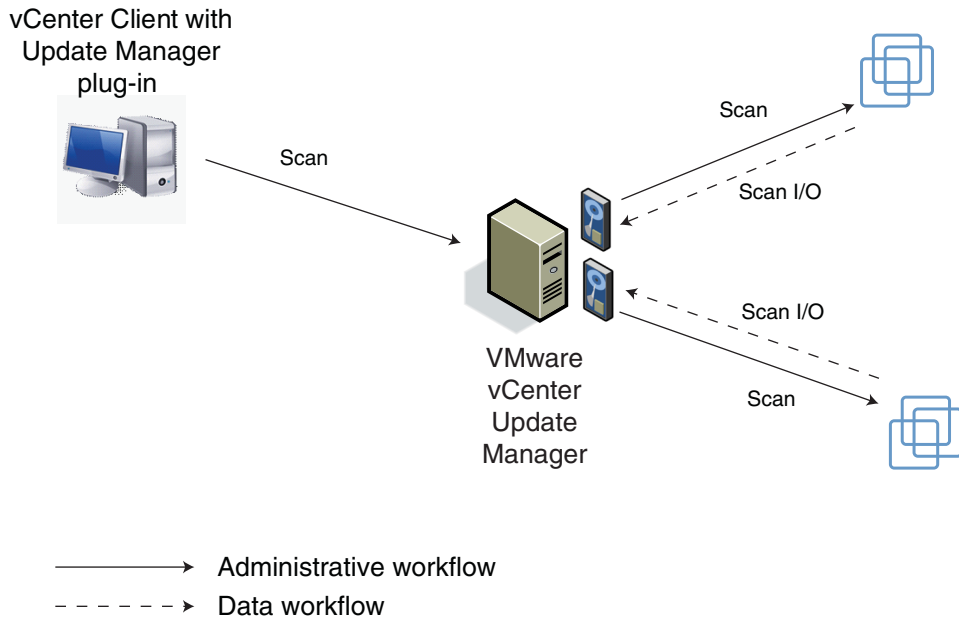 vCenter Client with
Update Manager
plug-in
Scan
Scan
Scan I/O
Scan I/O
Scan
VMware
vCenter
Update
Manager
Administrative workflow
Data workflow